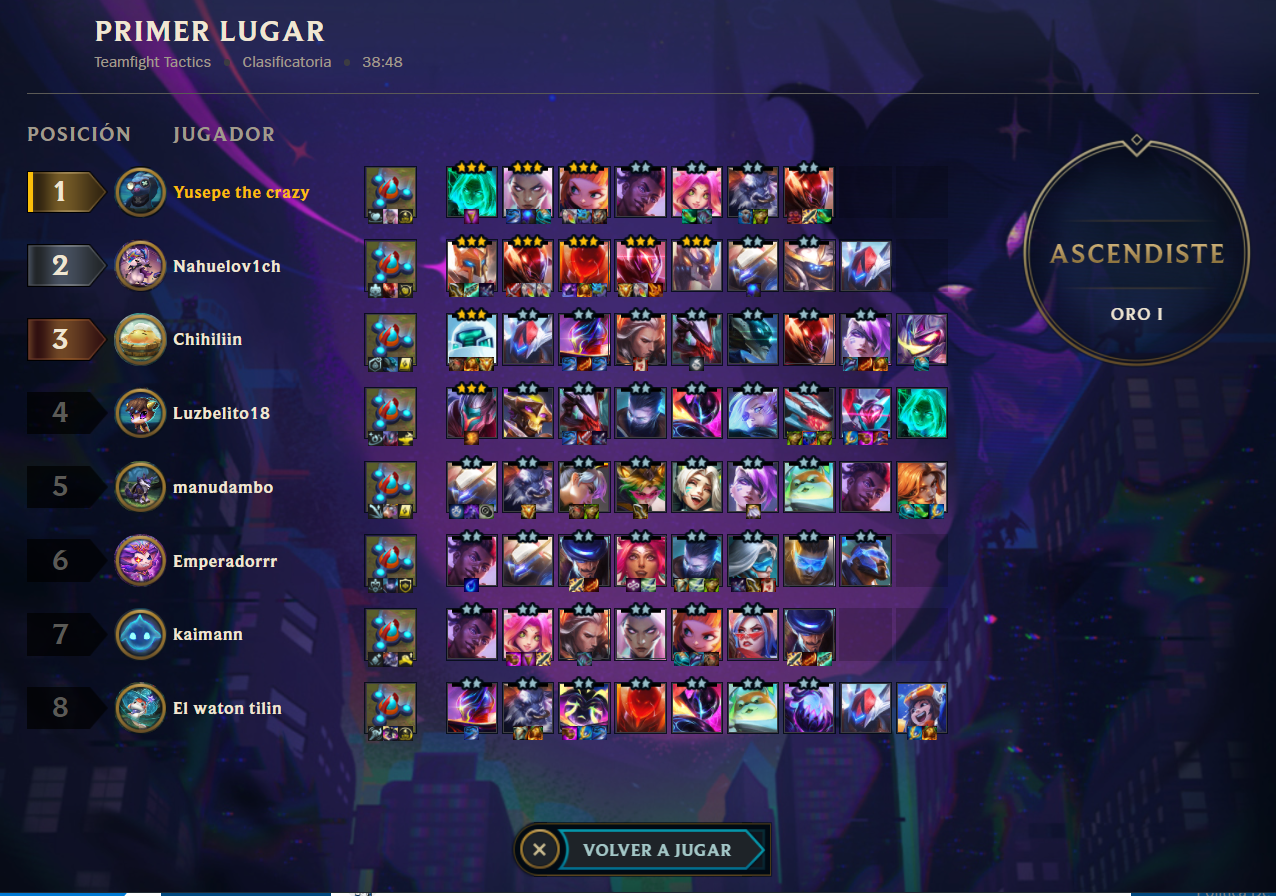 PRIMER LUGAR
Teamfight Tactics • Clasificatoria • 38:48
POSICIÓN JUGADOR
1 Yusepe the crazy
2 Nahuelov1ch
3 Chihiliin
4 Luzbelito18
5 manudambo
6 Emperadorrr
7 kaimann
8 El waton tilin
ASCENDISTE
ORO I
VOLVER A JUGAR